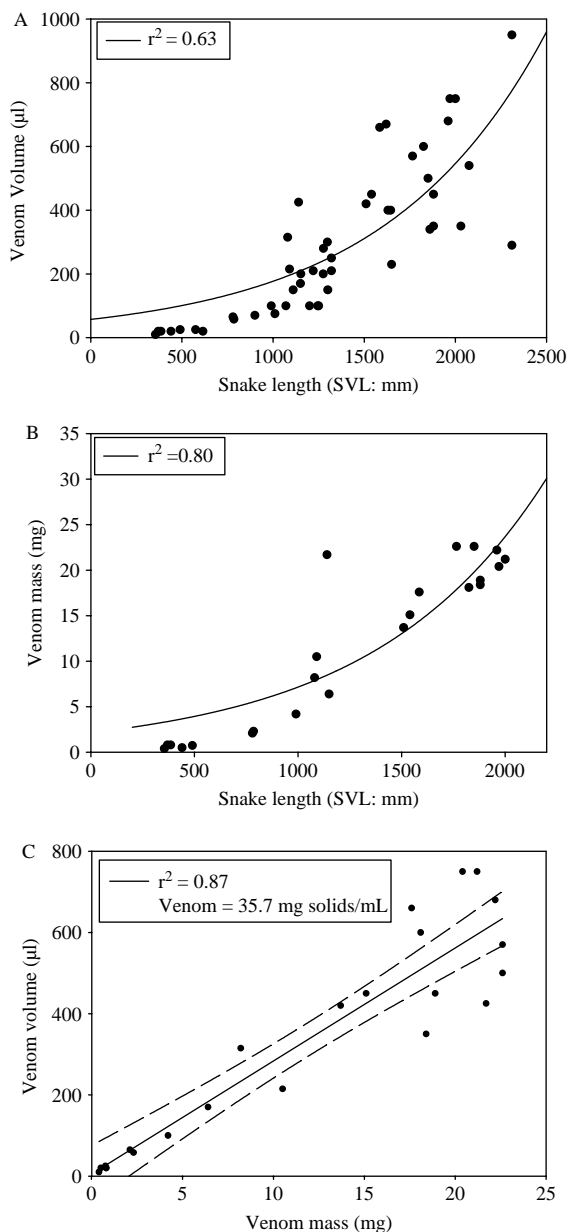 A
r² = 0.63
1000
800
600
400
200
0
Venom Volume (µl)
0 500 1000 1500 2000 2500
Snake length (SVL: mm)
B
r² =0.80
35
30
25
20
15
10
5
0
Venom mass (mg)
0 500 1000 1500 2000
Snake length (SVL: mm)
C
r² = 0.87
Venom = 35.7 mg solids/mL
800
600
400
200
0
Venom volume (µl)
0 5 10 15 20 25
Venom mass (mg)